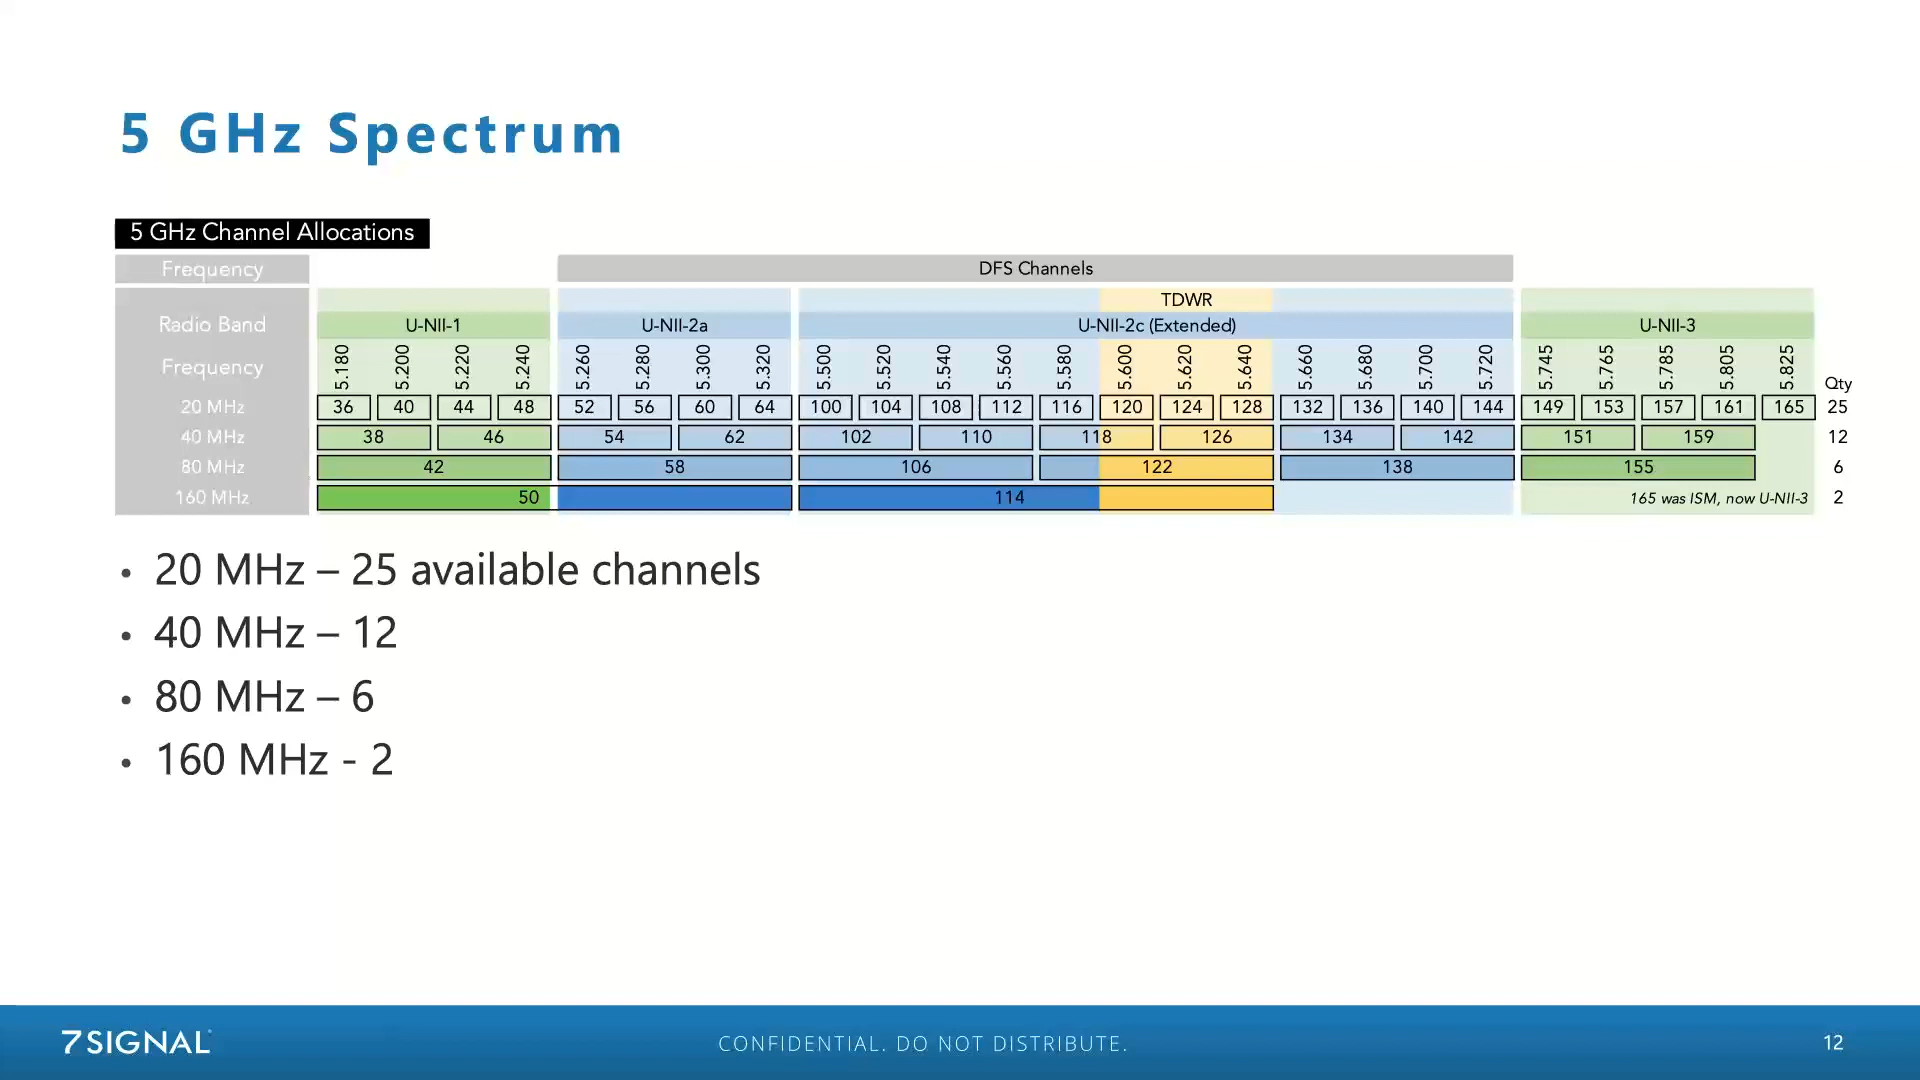 5 GHz Spectrum
5 GHz Channel Allocations
Frequency DFS Channels
TDWR
Radio Band U-NII-1 U-NII-2a U-NII-2c (Extended) U-NII-3
Frequency 5.180 5.200 5.220 5.240 5.260 5.280 5.300 5.320 5.500 5.520 5.540 5.560 5.580 5.600 5.620 5.640 5.660 5.680 5.700 5.720 5.745 5.765 5.785 5.805 5.825 Qty
20 MHz 36 40 44 48 52 56 60 64 100 104 108 112 116 120 124 128 132 136 140 144 149 153 157 161 165 25
40 MHz 38 46 54 62 102 110 118 126 134 142 151 159 12
80 MHz 42 58 106 122 138 155 6
160 MHz 50 114 165 was ISM, now U-NII-3 2
• 20 MHz – 25 available channels
• 40 MHz – 12
• 80 MHz – 6
• 160 MHz - 2
7SIGNAL CONFIDENTIAL. DO NOT DISTRIBUTE. 12